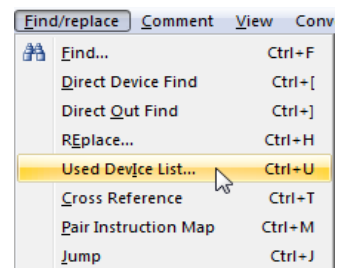 Find/replace Comment View Conv
Find... Ctrl+F
Direct Device Find Ctrl+[
Direct Out Find Ctrl+]
REplace... Ctrl+H
Used DevIce List... Ctrl+U
Cross Reference Ctrl+T
Pair Instruction Map Ctrl+M
Jump Ctrl+J